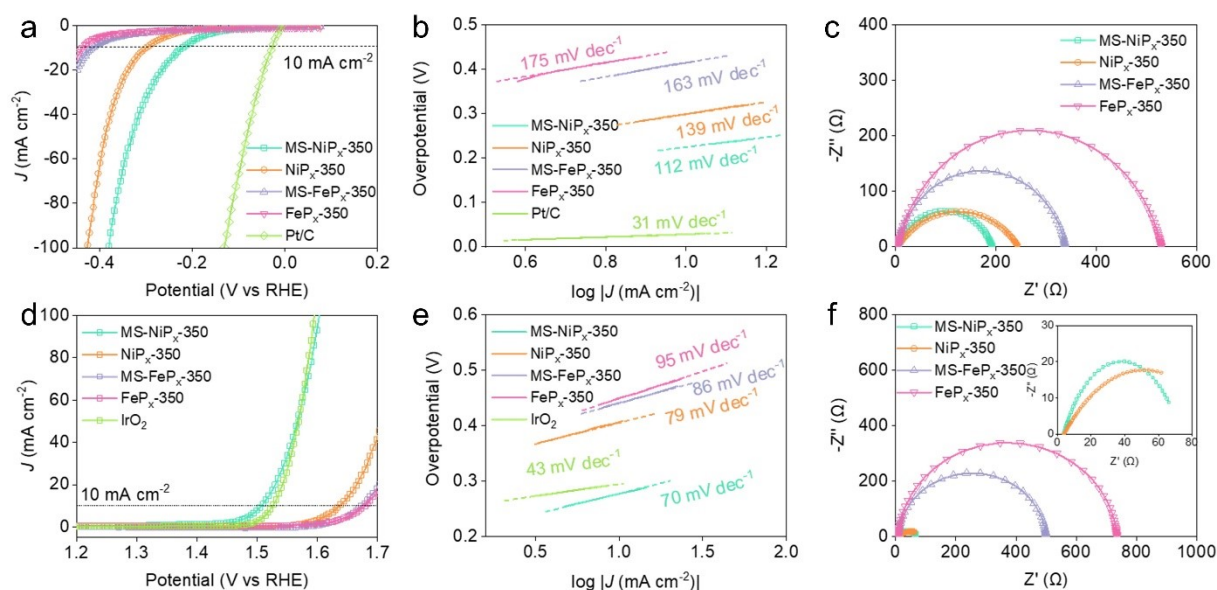 a
0
-20
-40
-60
-80
-100
J (mA cm⁻²)
10 mA cm⁻²
MS-NiPₓ-350
NiPₓ-350
MS-FePₓ-350
FePₓ-350
Pt/C
-0.4 -0.2 0.0 0.2
Potential (V vs RHE)
b
0.5
0.4
0.3
0.2
0.1
0.0
Overpotential (V)
175 mV dec⁻¹
163 mV dec⁻¹
139 mV dec⁻¹
112 mV dec⁻¹
31 mV dec⁻¹
MS-NiPₓ-350
NiPₓ-350
MS-FePₓ-350
FePₓ-350
Pt/C
0.6 0.8 1.0 1.2
log |J (mA cm⁻²)|
c
400
300
200
100
0
-Z'' (Ω)
MS-NiPₓ-350
NiPₓ-350
MS-FePₓ-350
FePₓ-350
0 200 400 600
Z' (Ω)
d
100
80
60
40
20
0
J (mA cm⁻²)
MS-NiPₓ-350
NiPₓ-350
MS-FePₓ-350
FePₓ-350
IrO₂
10 mA cm⁻²
1.2 1.3 1.4 1.5 1.6 1.7
Potential (V vs RHE)
e
0.6
0.5
0.4
0.3
0.2
Overpotential (V)
MS-NiPₓ-350
NiPₓ-350
MS-FePₓ-350
FePₓ-350
IrO₂
95 mV dec⁻¹
86 mV dec⁻¹
79 mV dec⁻¹
43 mV dec⁻¹
70 mV dec⁻¹
0.5 1.0 1.5 2.0
log |J (mA cm⁻²)|
f
800
600
400
200
0
-Z'' (Ω)
MS-NiPₓ-350
NiPₓ-350
MS-FePₓ-350
FePₓ-350
30
20
10
0
-Z'' (Ω)
0 20 40 60 80
Z' (Ω)
0 200 400 600 800 1000
Z' (Ω)